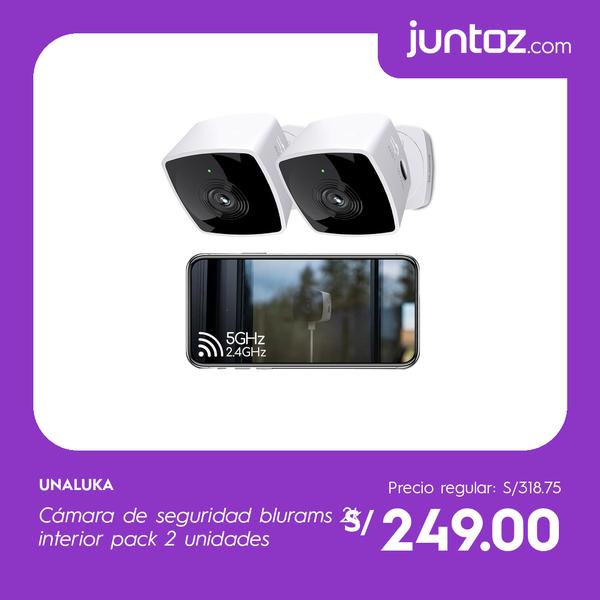 juntoz.com
5GHz
2.4GHz
UNALUKA
Precio regular: S/318.75
Cámara de seguridad blurams
interior pack 2 unidades
S/ 249.00